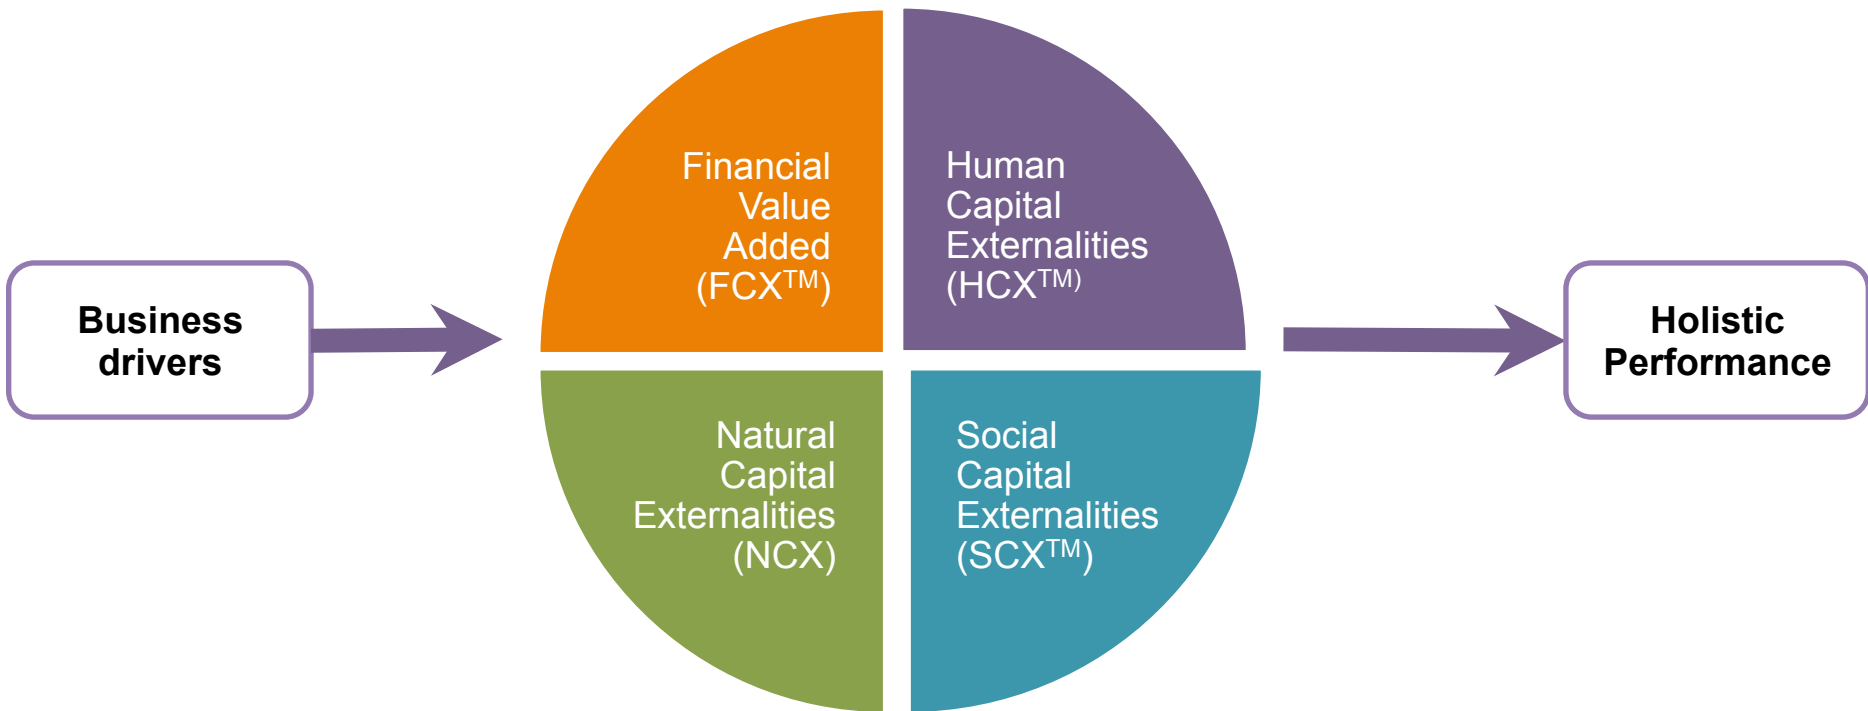 Business
drivers
Financial
Value
Added
(FCX™)
Human
Capital
Externalities
(HCX™)
Natural
Capital
Externalities
(NCX)
Social
Capital
Externalities
(SCX™)
Holistic
Performance